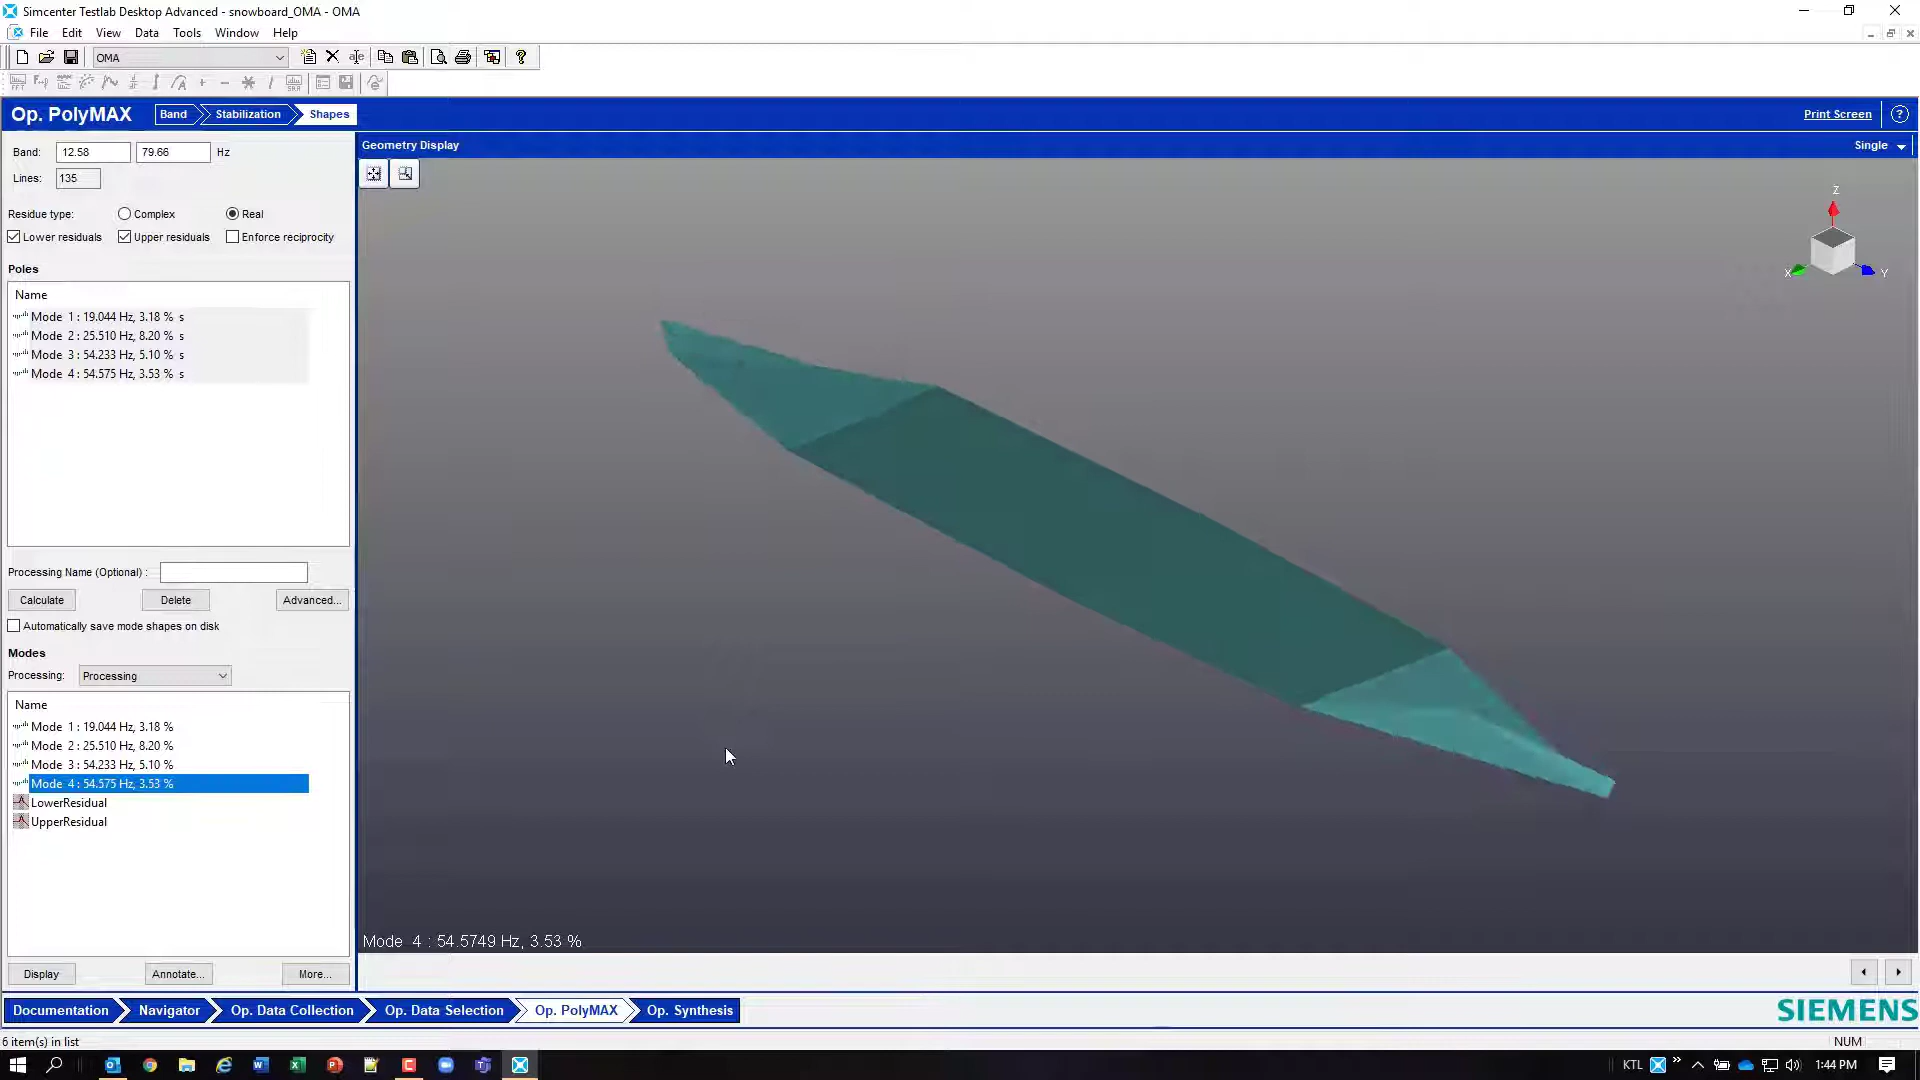 Simcenter Testlab Desktop Advanced - snowboard_OMA - OMA
File Edit View Data Tools Window Help
OMA
Op. PolyMAX Band Stabilization Shapes Print Screen ?
Band: 12.58 79.66 Hz
Lines: 135
Residue type: Complex Real
Lower residuals Upper residuals Enforce reciprocity
Poles
Name
Mode 1 : 19.044 Hz, 3.18 % s
Mode 2 : 25.510 Hz, 8.20 % s
Mode 3 : 54.233 Hz, 5.10 % s
Mode 4 : 54.575 Hz, 3.53 % s
Processing Name (Optional) :
Calculate Delete Advanced...
Automatically save mode shapes on disk
Modes
Processing: Processing
Name
Mode 1 : 19.044 Hz, 3.18 %
Mode 2 : 25.510 Hz, 8.20 %
Mode 3 : 54.233 Hz, 5.10 %
Mode 4 : 54.575 Hz, 3.53 %
LowerResidual
UpperResidual
Display Annotate... More...
Geometry Display Single
Z
X Y
Mode 4 : 54.5749 Hz, 3.53 %
Documentation Navigator Op. Data Collection Op. Data Selection Op. PolyMAX Op. Synthesis
SIEMENS
6 item(s) in list NUM
KTL 1:44 PM